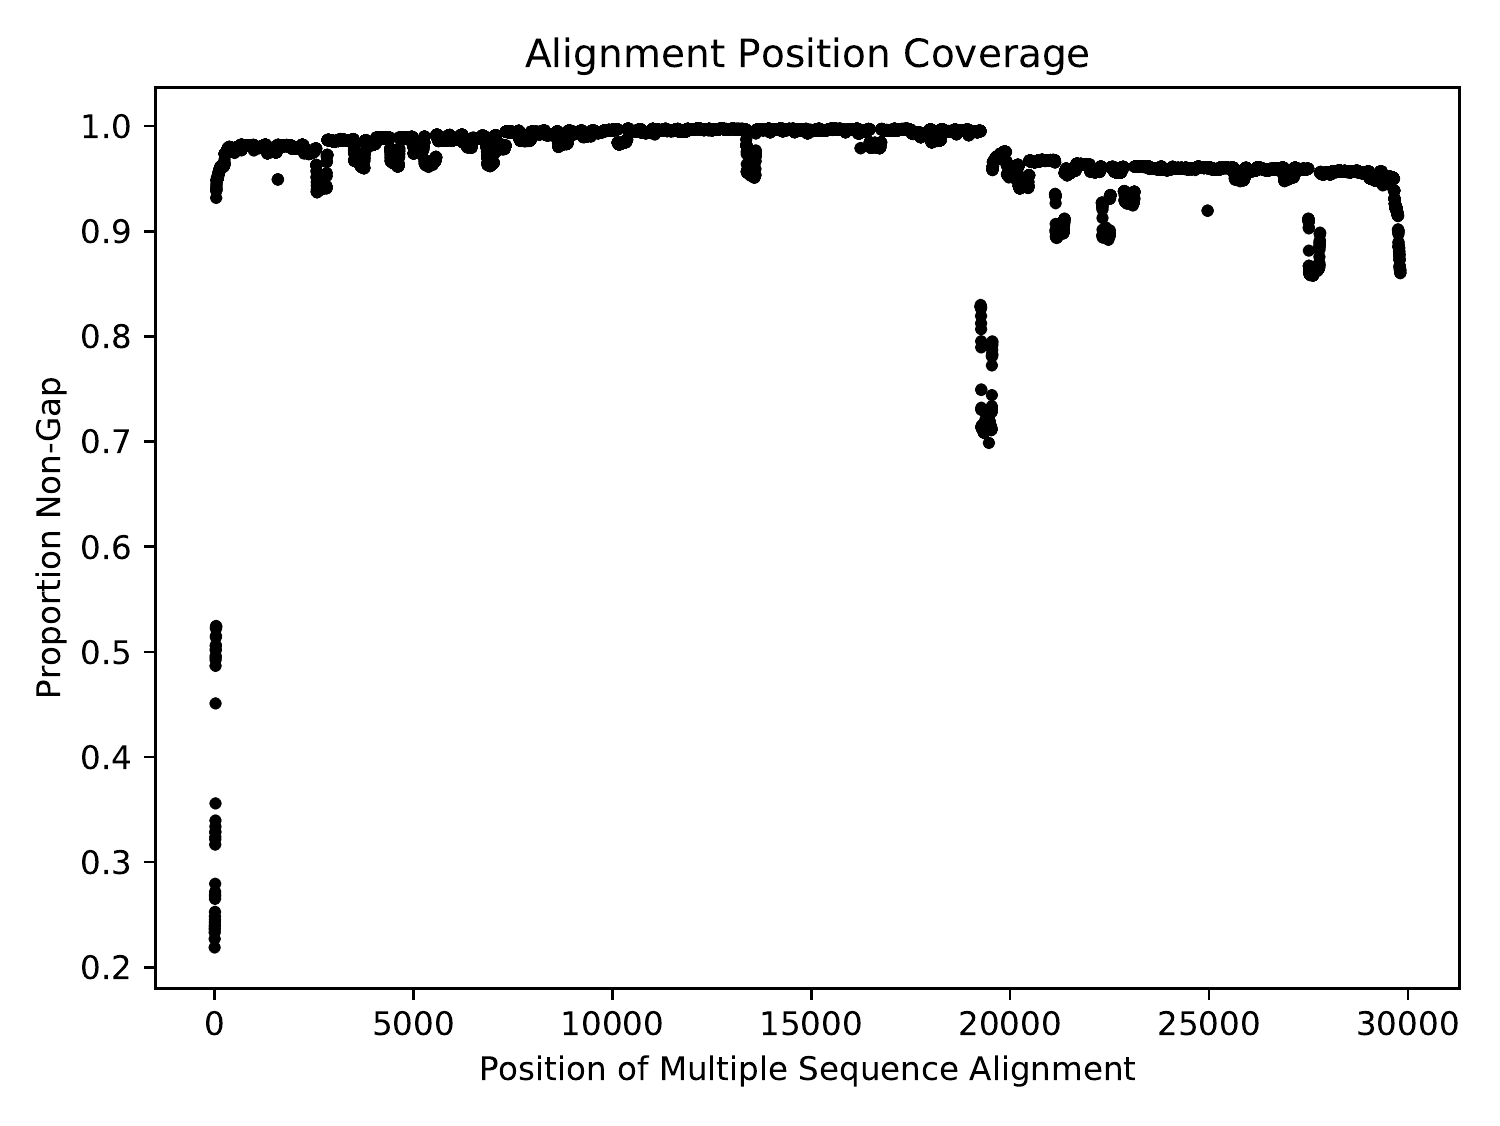 Alignment Position Coverage
1.0
0.9
0.8
0.7
0.6
0.5
0.4
0.3
0.2
Proportion Non-Gap
0 5000 10000 15000 20000 25000 30000
Position of Multiple Sequence Alignment